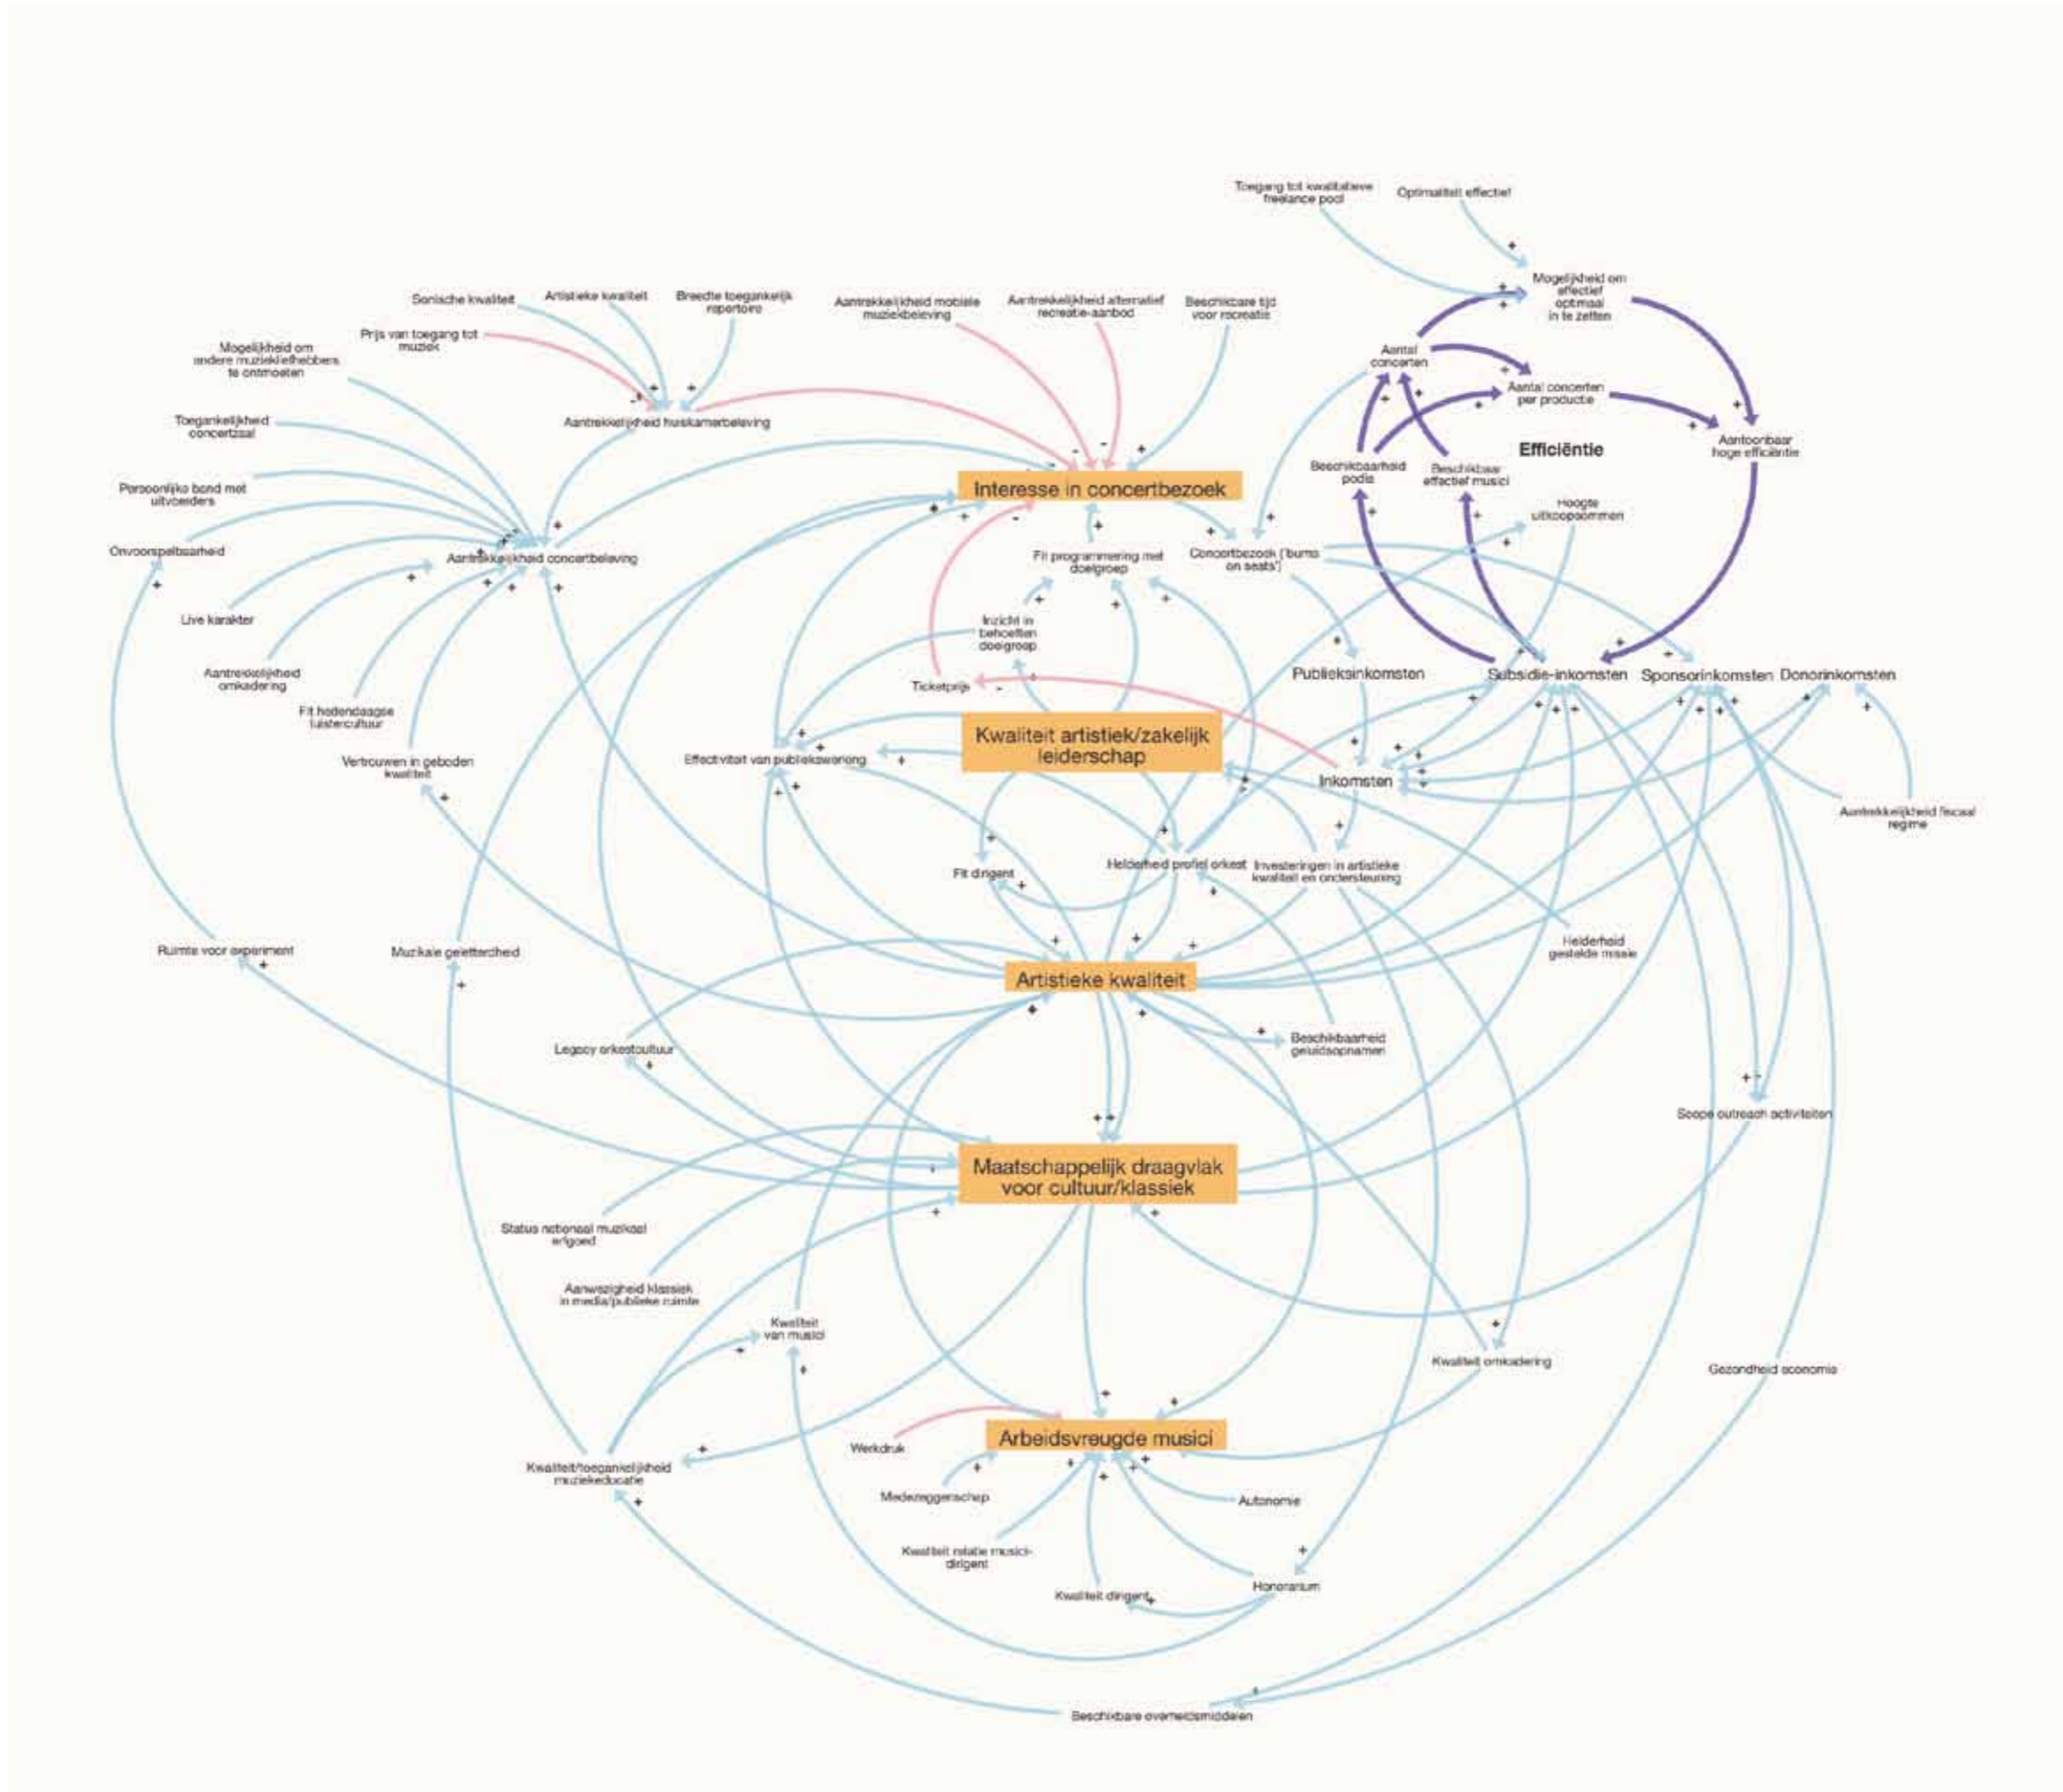 Toegang tot kwalitatieve
freelance pool
Optimaliteit effectief
Mogelijkheid om
effectief
optimaal
in te zetten
Sonische kwaliteit
Artistieke kwaliteit
Breedte toegankelijk
repertoire
Aantrekkelijkheid mobiele
muziekbeleving
Aantrekkelijkheid alternatief
recreatie-aanbod
Beschikbare tijd
voor recreatie
Prijs van toegang tot
muziek
Mogelijkheid om
andere muziekliefhebbers
te ontmoeten
Aantal
concerten
Aantal concerten
per productie
Toegankelijkheid
concertzaal
Aantrekkelijkheid huiskamerbeleving
Efficiëntie
Aantoonbaar
hoge efficiëntie
Beschikbaarheid
podia
Beschikbaar
effectief musici
Persoonlijke band met
uitvoerders
Interesse in concertbezoek
Hoogte
uitkoopsommen
Onvoorspelbaarheid
Aantrekkelijkheid concertbeleving
Fit programmering met
doelgroep
Concertbezoek ('bums
on seats')
Live karakter
Inzicht in
behoeften
doelgroep
Aantrekkelijkheid
omkadering
Ticketprijs
Publieksinkomsten
Subsidie-inkomsten
Sponsorinkomsten
Donorinkomsten
Fit hedendaagse
luistercultuur
Kwaliteit artistiek/zakelijk
leiderschap
Vertrouwen in geboden
kwaliteit
Effectiviteit van publiekswerving
Inkomsten
Aantrekkelijkheid fiscaal
regime
Fit dirigent
Helderheid profiel orkest
Investeringen in artistieke
kwaliteit en ondersteuning
Ruimte voor experiment
Muzikale geletterdheid
Helderheid
gestelde missie
Artistieke kwaliteit
Legacy orkestcultuur
Beschikbaarheid
geluidsopnamen
Scope outreach activiteiten
Maatschappelijk draagvlak
voor cultuur/klassiek
Status nationaal muzikaal
erfgoed
Aanwezigheid klassiek
in media/publieke ruimte
Kwaliteit
van musici
Kwaliteit omkadering
Gezondheid economie
Arbeidsvreugde musici
Werkdruk
Kwaliteit/toegankelijkheid
muziekeducatie
Medezeggenschap
Autonomie
Kwaliteit relatie musici-
dirigent
Kwaliteit dirigent
Honorarium
Beschikbare overheidsmiddelen